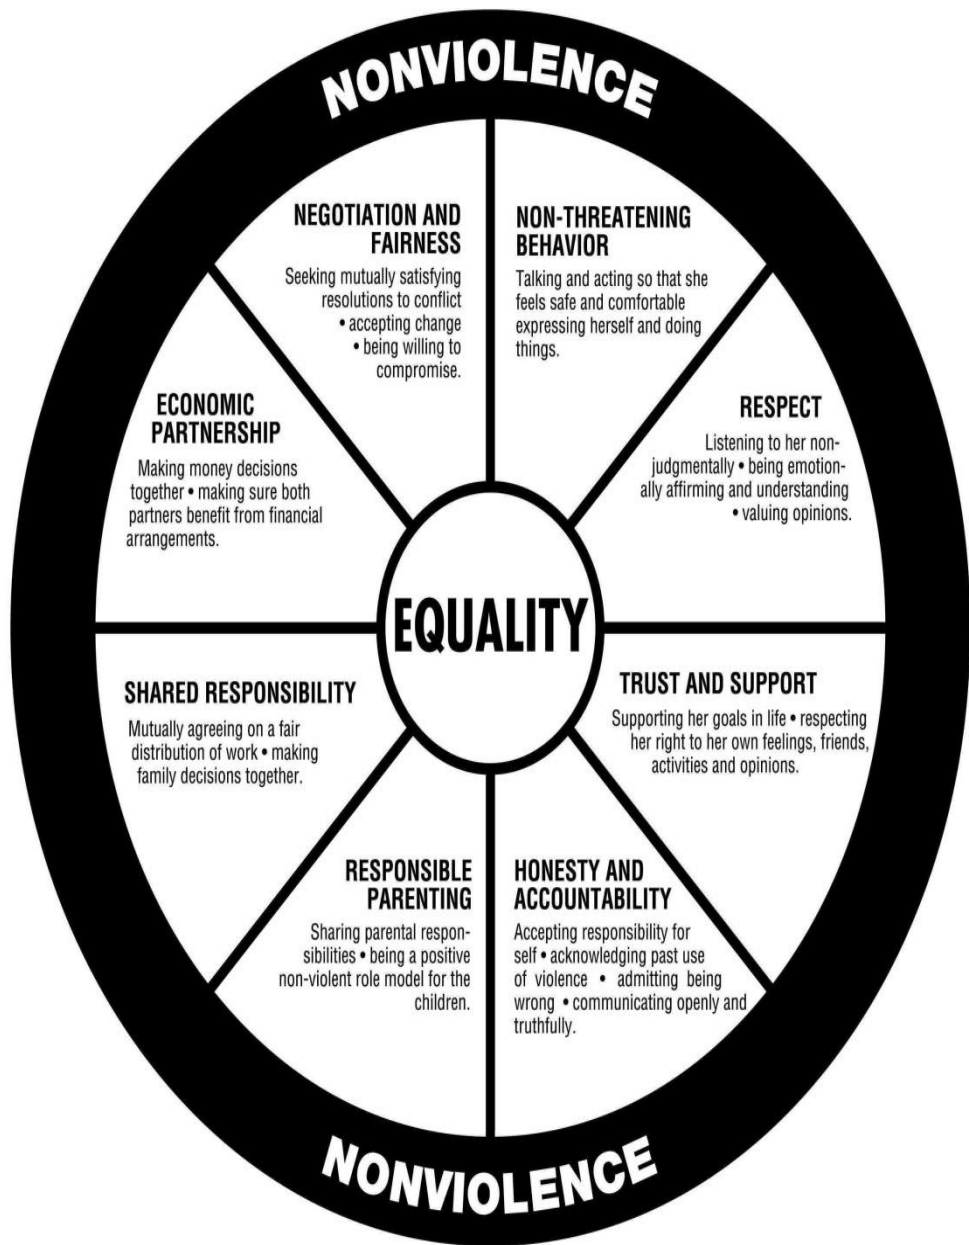 NONVIOLENCE
NEGOTIATION AND
FAIRNESS
Seeking mutually satisfying
resolutions to conflict
• accepting change
• being willing to
compromise.
NON-THREATENING
BEHAVIOR
Talking and acting so that she
feels safe and comfortable
expressing herself and doing
things.
ECONOMIC
PARTNERSHIP
Making money decisions
together • making sure both
partners benefit from financial
arrangements.
RESPECT
Listening to her non-
judgmentally • being emotion-
ally affirming and understanding
• valuing opinions.
EQUALITY
SHARED RESPONSIBILITY
Mutually agreeing on a fair
distribution of work • making
family decisions together.
TRUST AND SUPPORT
Supporting her goals in life • respecting
her right to her own feelings, friends,
activities and opinions.
RESPONSIBLE
PARENTING
Sharing parental respon-
sibilities • being a positive
non-violent role model for the
children.
HONESTY AND
ACCOUNTABILITY
Accepting responsibility for
self • acknowledging past use
of violence • admitting being
wrong • communicating openly and
truthfully.
NONVIOLENCE